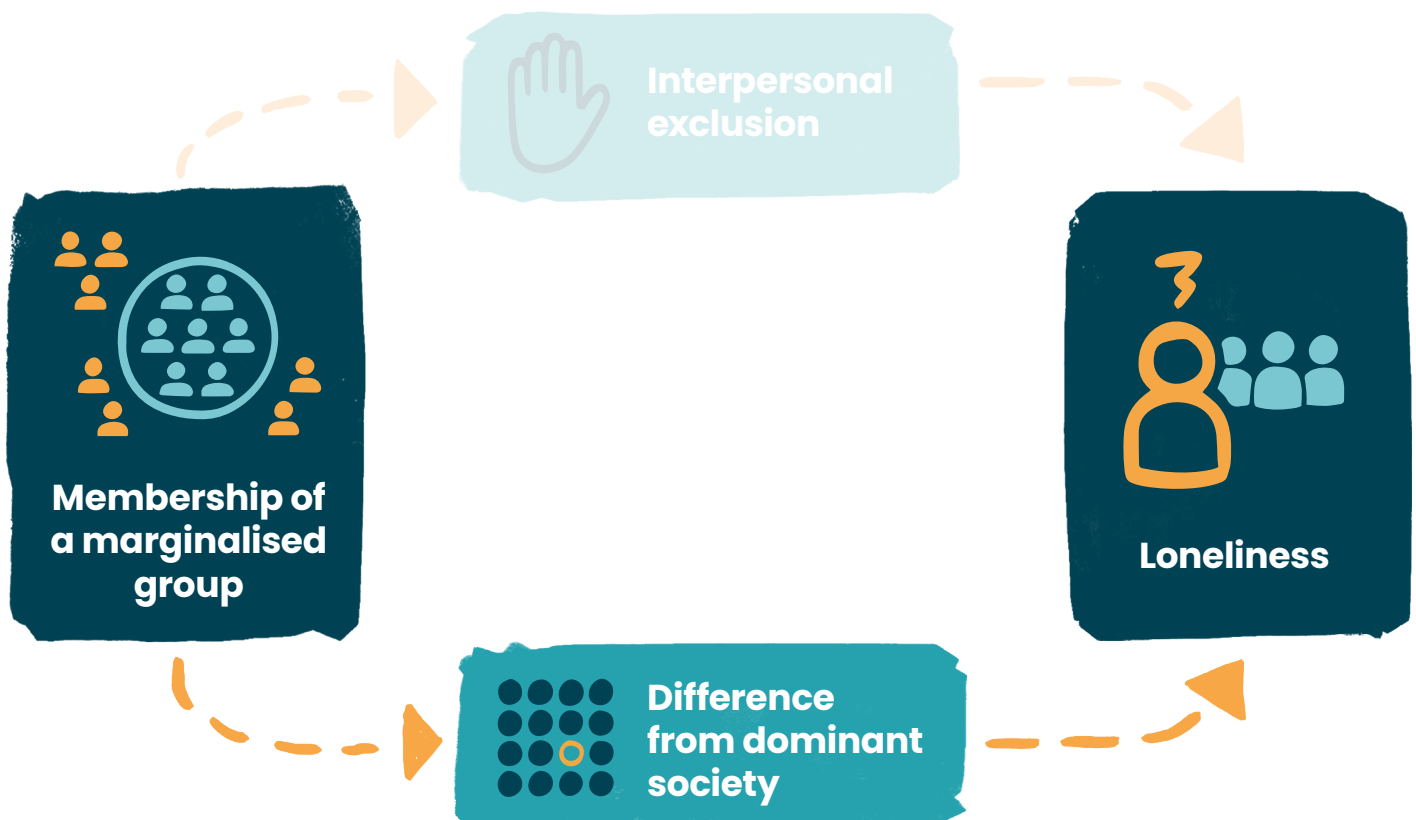 Interpersonal
exclusion
Membership of
a marginalised
group
Loneliness
Difference
from dominant
society